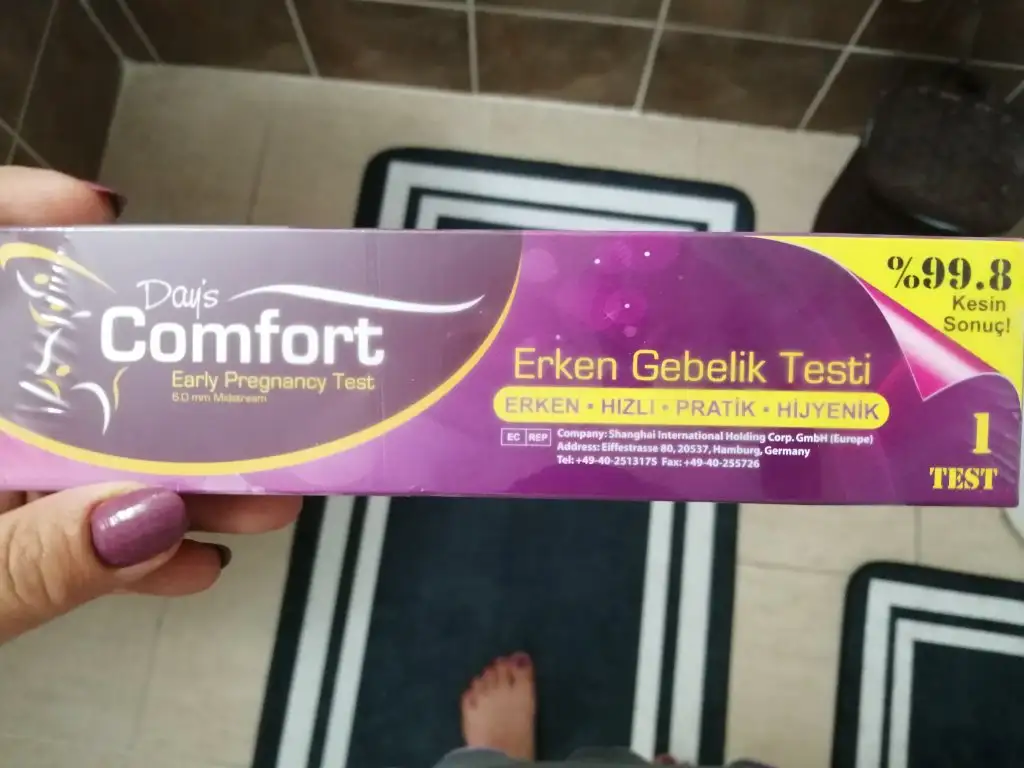 Day's
Comfort
Early Pregnancy Test
6.0 mm Midstream
%99.8
Kesin
Sonuç!
Erken Gebelik Testi
ERKEN • HIZLI • PRATİK • HİJYENİK
EC REP
Company: Shanghai International Holding Corp. GmbH (Europe)
Address: Eiffestrasse 80, 20537, Hamburg, Germany
Tel: +49-40-2513175 Fax: +49-40-255726
1
TEST